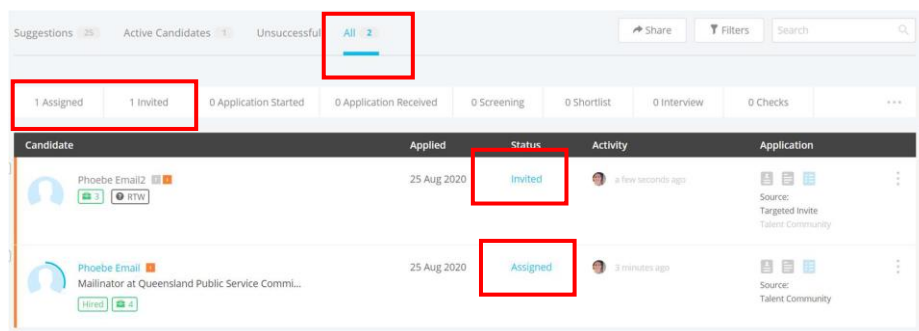 Suggestions 25 Active Candidates 1 Unsuccessful All 2 Share Filters Search
1 Assigned 1 Invited 0 Application Started 0 Application Received 0 Screening 0 Shortlist 0 Interview 0 Checks ...
Candidate Applied Status Activity Application
Phoebe Email2 25 Aug 2020 Invited a few seconds ago
3 RTW
Source:
Targeted Invite
Talent Community
Phoebe Email 25 Aug 2020 Assigned 3 minutes ago
Mailinator at Queensland Public Service Commi...
Source:
Hired 4 Talent Community